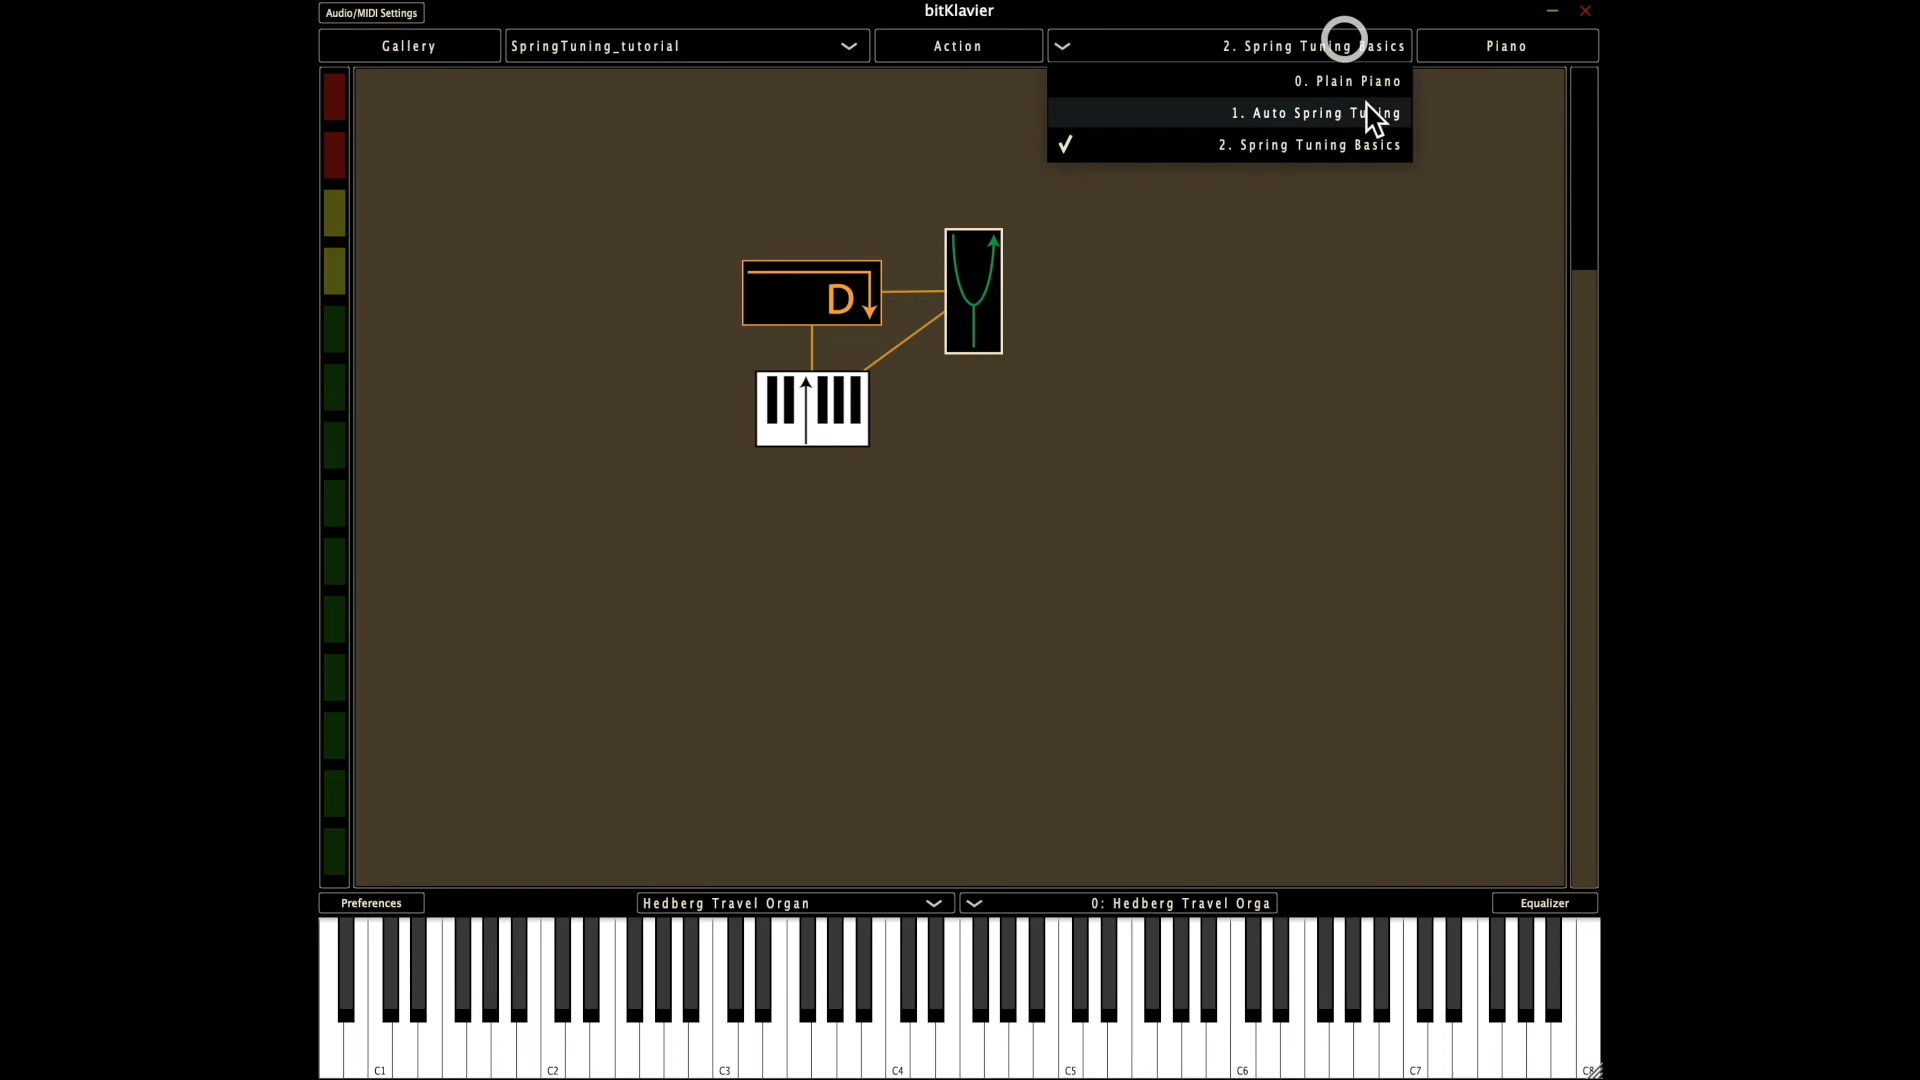 bitKlavier
Audio/MIDI Settings
Gallery
SpringTuning_tutorial
Action
2. Spring Tuning Basics
Piano
0. Plain Piano
1. Auto Spring Tuning
2. Spring Tuning Basics
D
Preferences
Hedberg Travel Organ
0: Hedberg Travel Orga
Equalizer
C1 C2 C3 C4 C5 C6 C7 C8